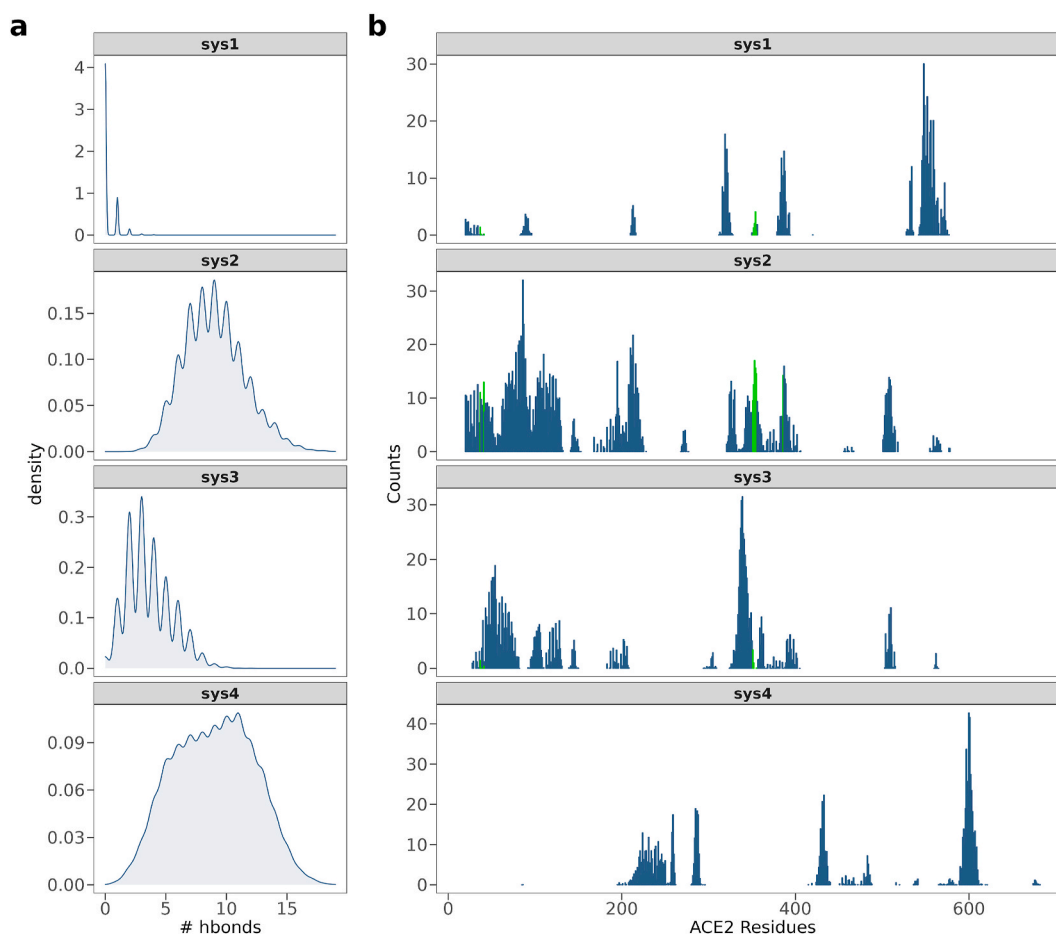 a
b
sys1
4
3
2
1
0
sys2
0.15
0.10
0.05
0.00
sys3
0.3
0.2
0.1
0.0
sys4
0.09
0.06
0.03
0.00
0 5 10 15
# hbonds
density
sys1
30
20
10
0
sys2
30
20
10
0
sys3
30
20
10
0
sys4
40
30
20
10
0
0 200 400 600
ACE2 Residues
Counts